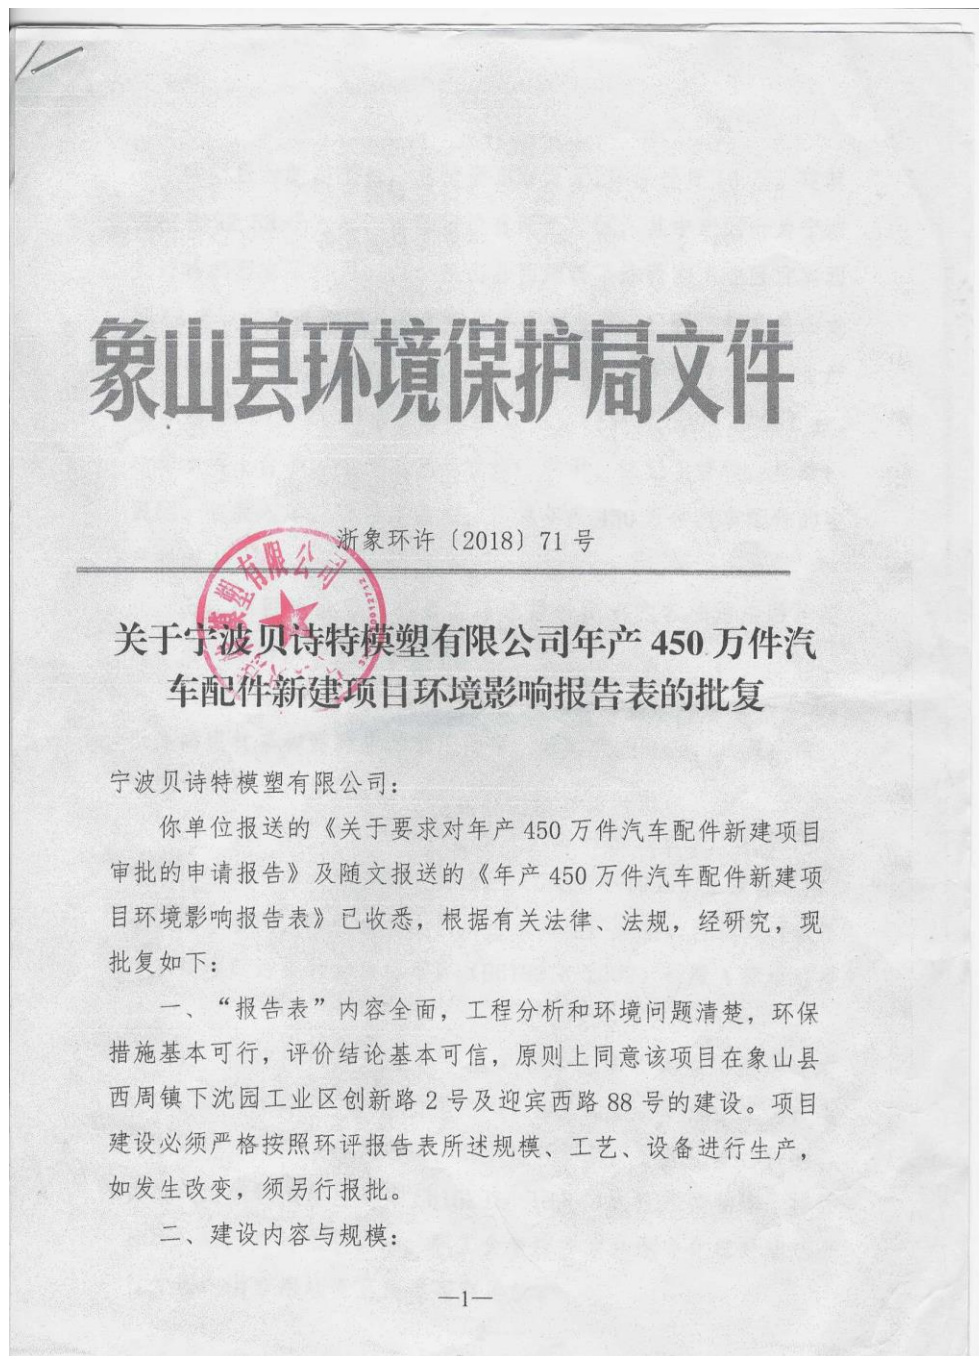 象山县环境保护局文件
浙象环许〔2018〕71 号
模塑有限公司
关于宁波贝诗特模塑有限公司年产 450 万件汽
车配件新建项目环境影响报告表的批复
宁波贝诗特模塑有限公司：
你单位报送的《关于要求对年产 450 万件汽车配件新建项目
审批的申请报告》及随文报送的《年产 450 万件汽车配件新建项
目环境影响报告表》已收悉，根据有关法律、法规，经研究，现
批复如下：
一、“报告表”内容全面，工程分析和环境问题清楚，环保
措施基本可行，评价结论基本可信，原则上同意该项目在象山县
西周镇下沈园工业区创新路 2 号及迎宾西路 88 号的建设。项目
建设必须严格按照环评报告表所述规模、工艺、设备进行生产，
如发生改变，须另行报批。
二、建设内容与规模：
—1—